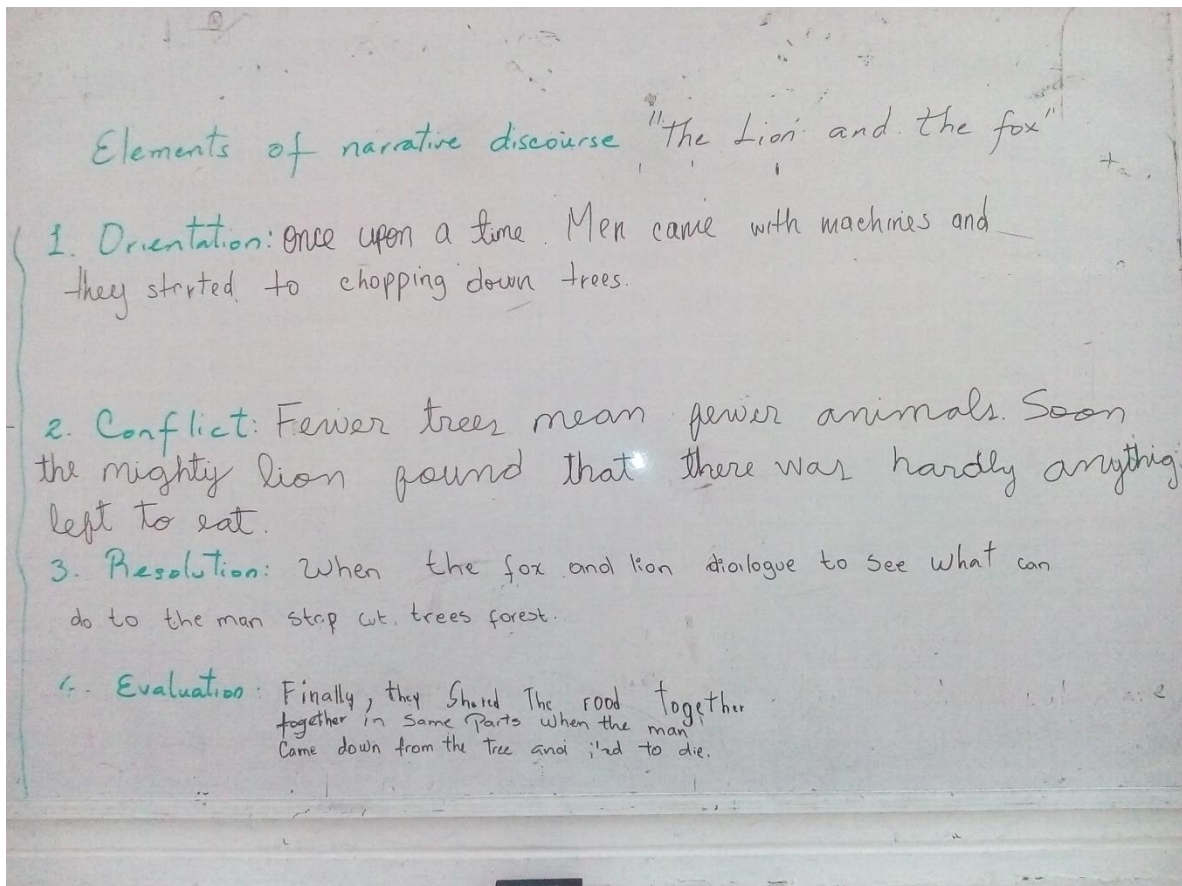 Elements of narrative discourse "The Lion and the fox"
1. Orientation: Once upon a time. Men came with machines and
they started to chopping down trees.
2. Conflict: Fewer trees mean fewer animals. Soon
the mighty lion found that there was hardly anythig
left to eat.
3. Resolution: When the fox and lion dialogue to see what can
do to the man stop cut. trees forest.
4. Evaluation: Finally, they Shared The food Together
together in same Parts when the man
Came down from the Tree and to die.